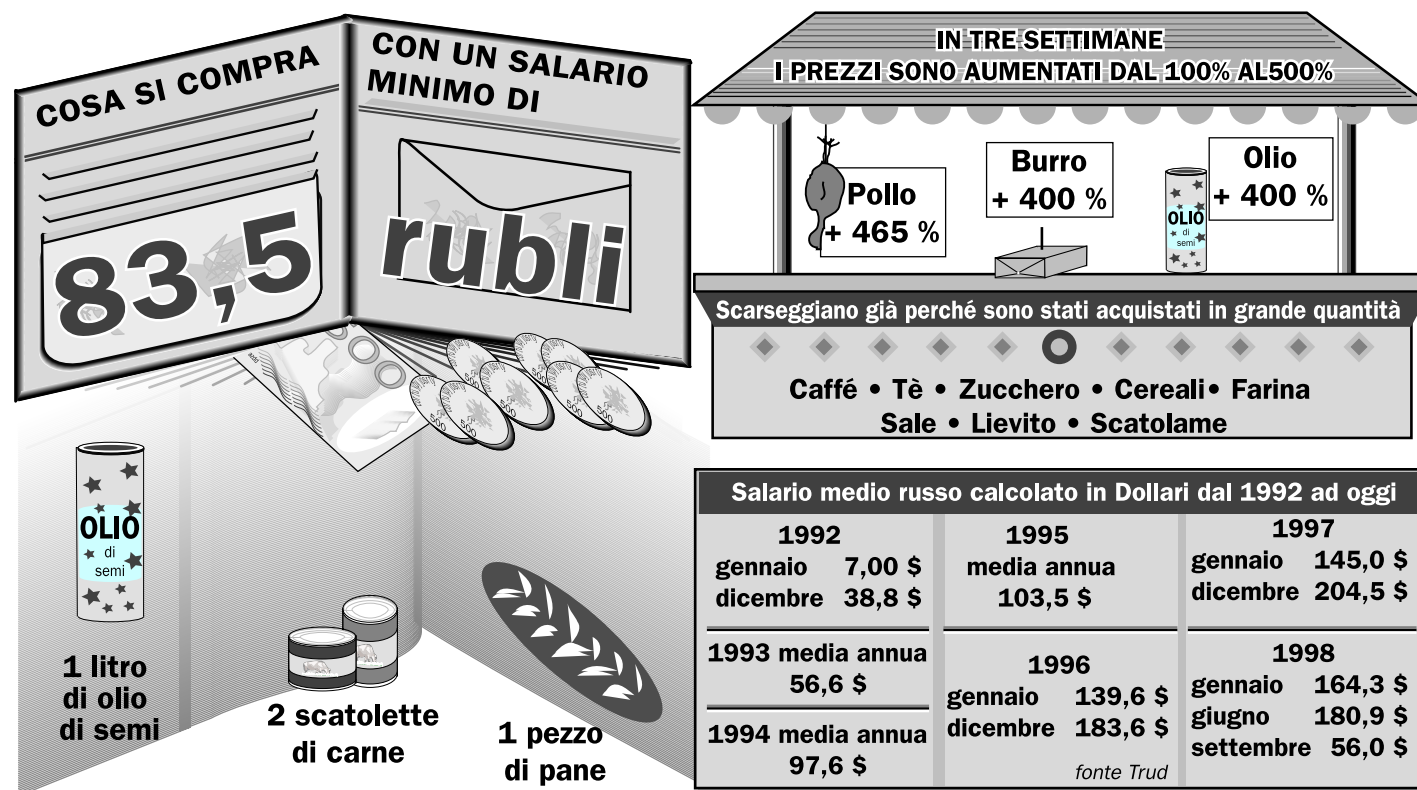 COSA SI COMPRA
CON UN SALARIO
MINIMO DI
83,5
rubli
500
500
500
OLIO
di
semi
1 litro
di olio
di semi
2 scatolette
di carne
1 pezzo
di pane
IN TRE SETTIMANE
I PREZZI SONO AUMENTATI DAL 100% AL500%
Pollo
+ 465 %
Burro
+ 400 %
OLIO
di
semi
Olio
+ 400 %
Scarseggiano già perché sono stati acquistati in grande quantità
Caffé • Tè • Zucchero • Cereali• Farina
Sale • Lievito • Scatolame
Salario medio russo calcolato in Dollari dal 1992 ad oggi
1992
gennaio 7,00 $
dicembre 38,8 $
1993 media annua
56,6 $
1994 media annua
97,6 $
1995
media annua
103,5 $
1996
gennaio 139,6 $
dicembre 183,6 $
fonte Trud
1997
gennaio 145,0 $
dicembre 204,5 $
1998
gennaio 164,3 $
giugno 180,9 $
settembre 56,0 $